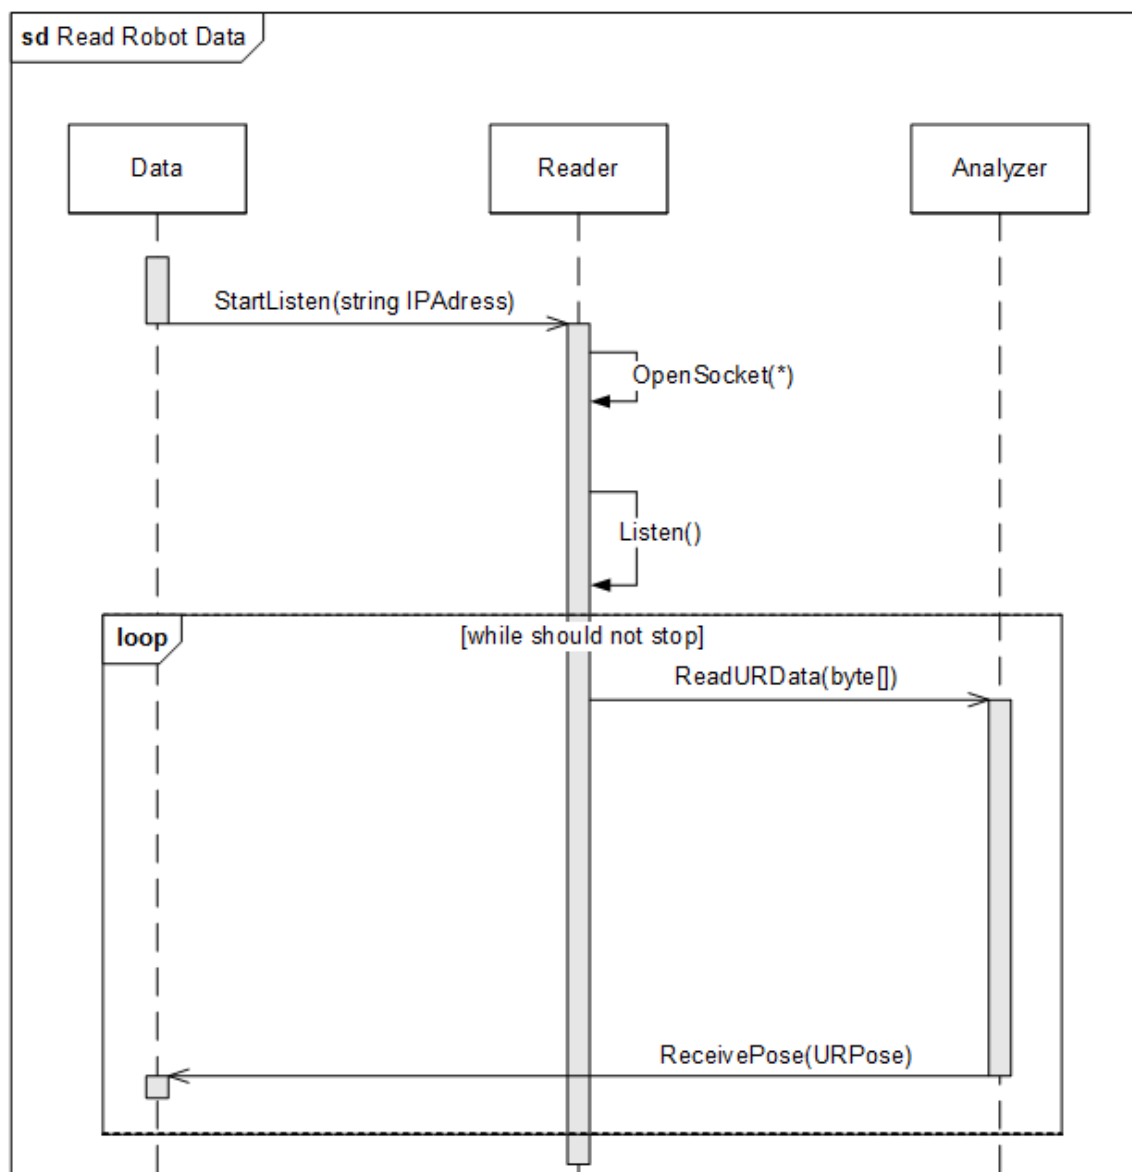 sd Read Robot Data
Data
Reader
Analyzer
StartListen(string IPAdress)
OpenSocket(*)
Listen()
loop
[while should not stop]
ReadURData(byte[])
ReceivePose(URPose)